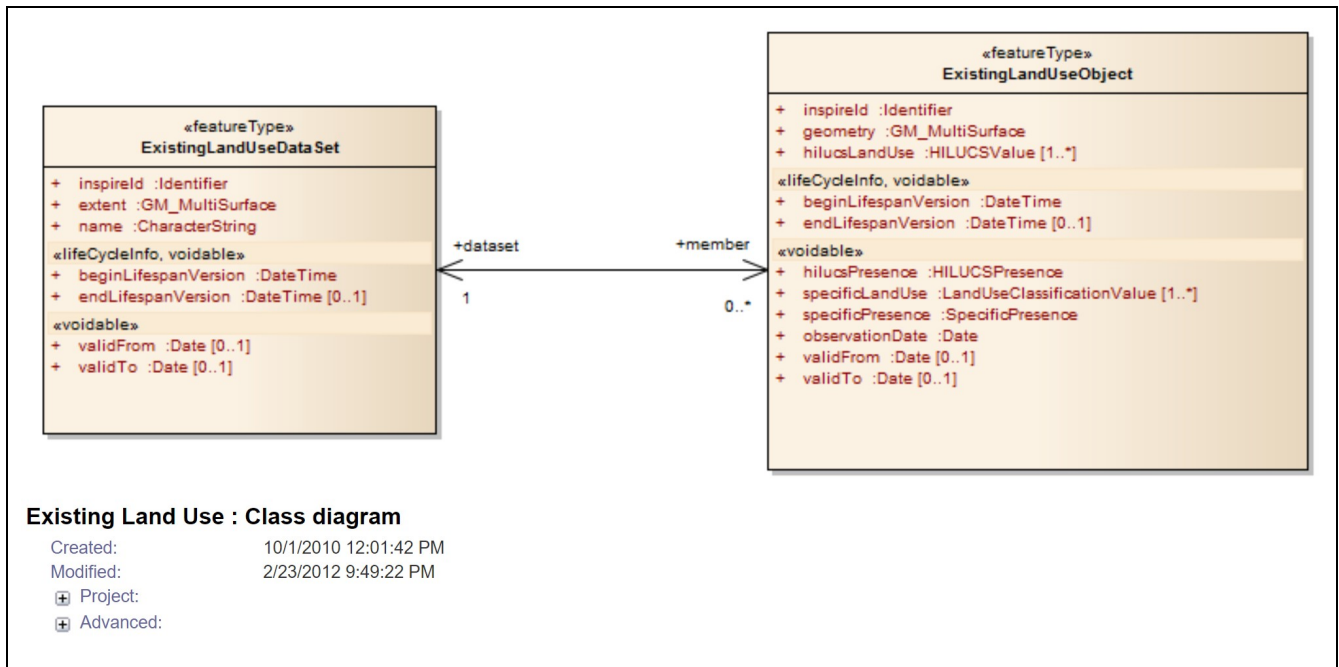 «featureType»
ExistingLandUseDataSet
+ inspireId :Identifier
+ extent :GM_MultiSurface
+ name :CharacterString
«lifeCycleInfo, voidable»
+ beginLifespanVersion :DateTime
+ endLifespanVersion :DateTime [0..1]
«voidable»
+ validFrom :Date [0..1]
+ validTo :Date [0..1]
+dataset
1
+member
0..*
«featureType»
ExistingLandUseObject
+ inspireId :Identifier
+ geometry :GM_MultiSurface
+ hilucsLandUse :HILUCSValue [1..*]
«lifeCycleInfo, voidable»
+ beginLifespanVersion :DateTime
+ endLifespanVersion :DateTime [0..1]
«voidable»
+ hilucsPresence :HILUCSPresence
+ specificLandUse :LandUseClassificationValue [1..*]
+ specificPresence :SpecificPresence
+ observationDate :Date
+ validFrom :Date [0..1]
+ validTo :Date [0..1]
Existing Land Use : Class diagram
Created: 10/1/2010 12:01:42 PM
Modified: 2/23/2012 9:49:22 PM
Project:
Advanced: